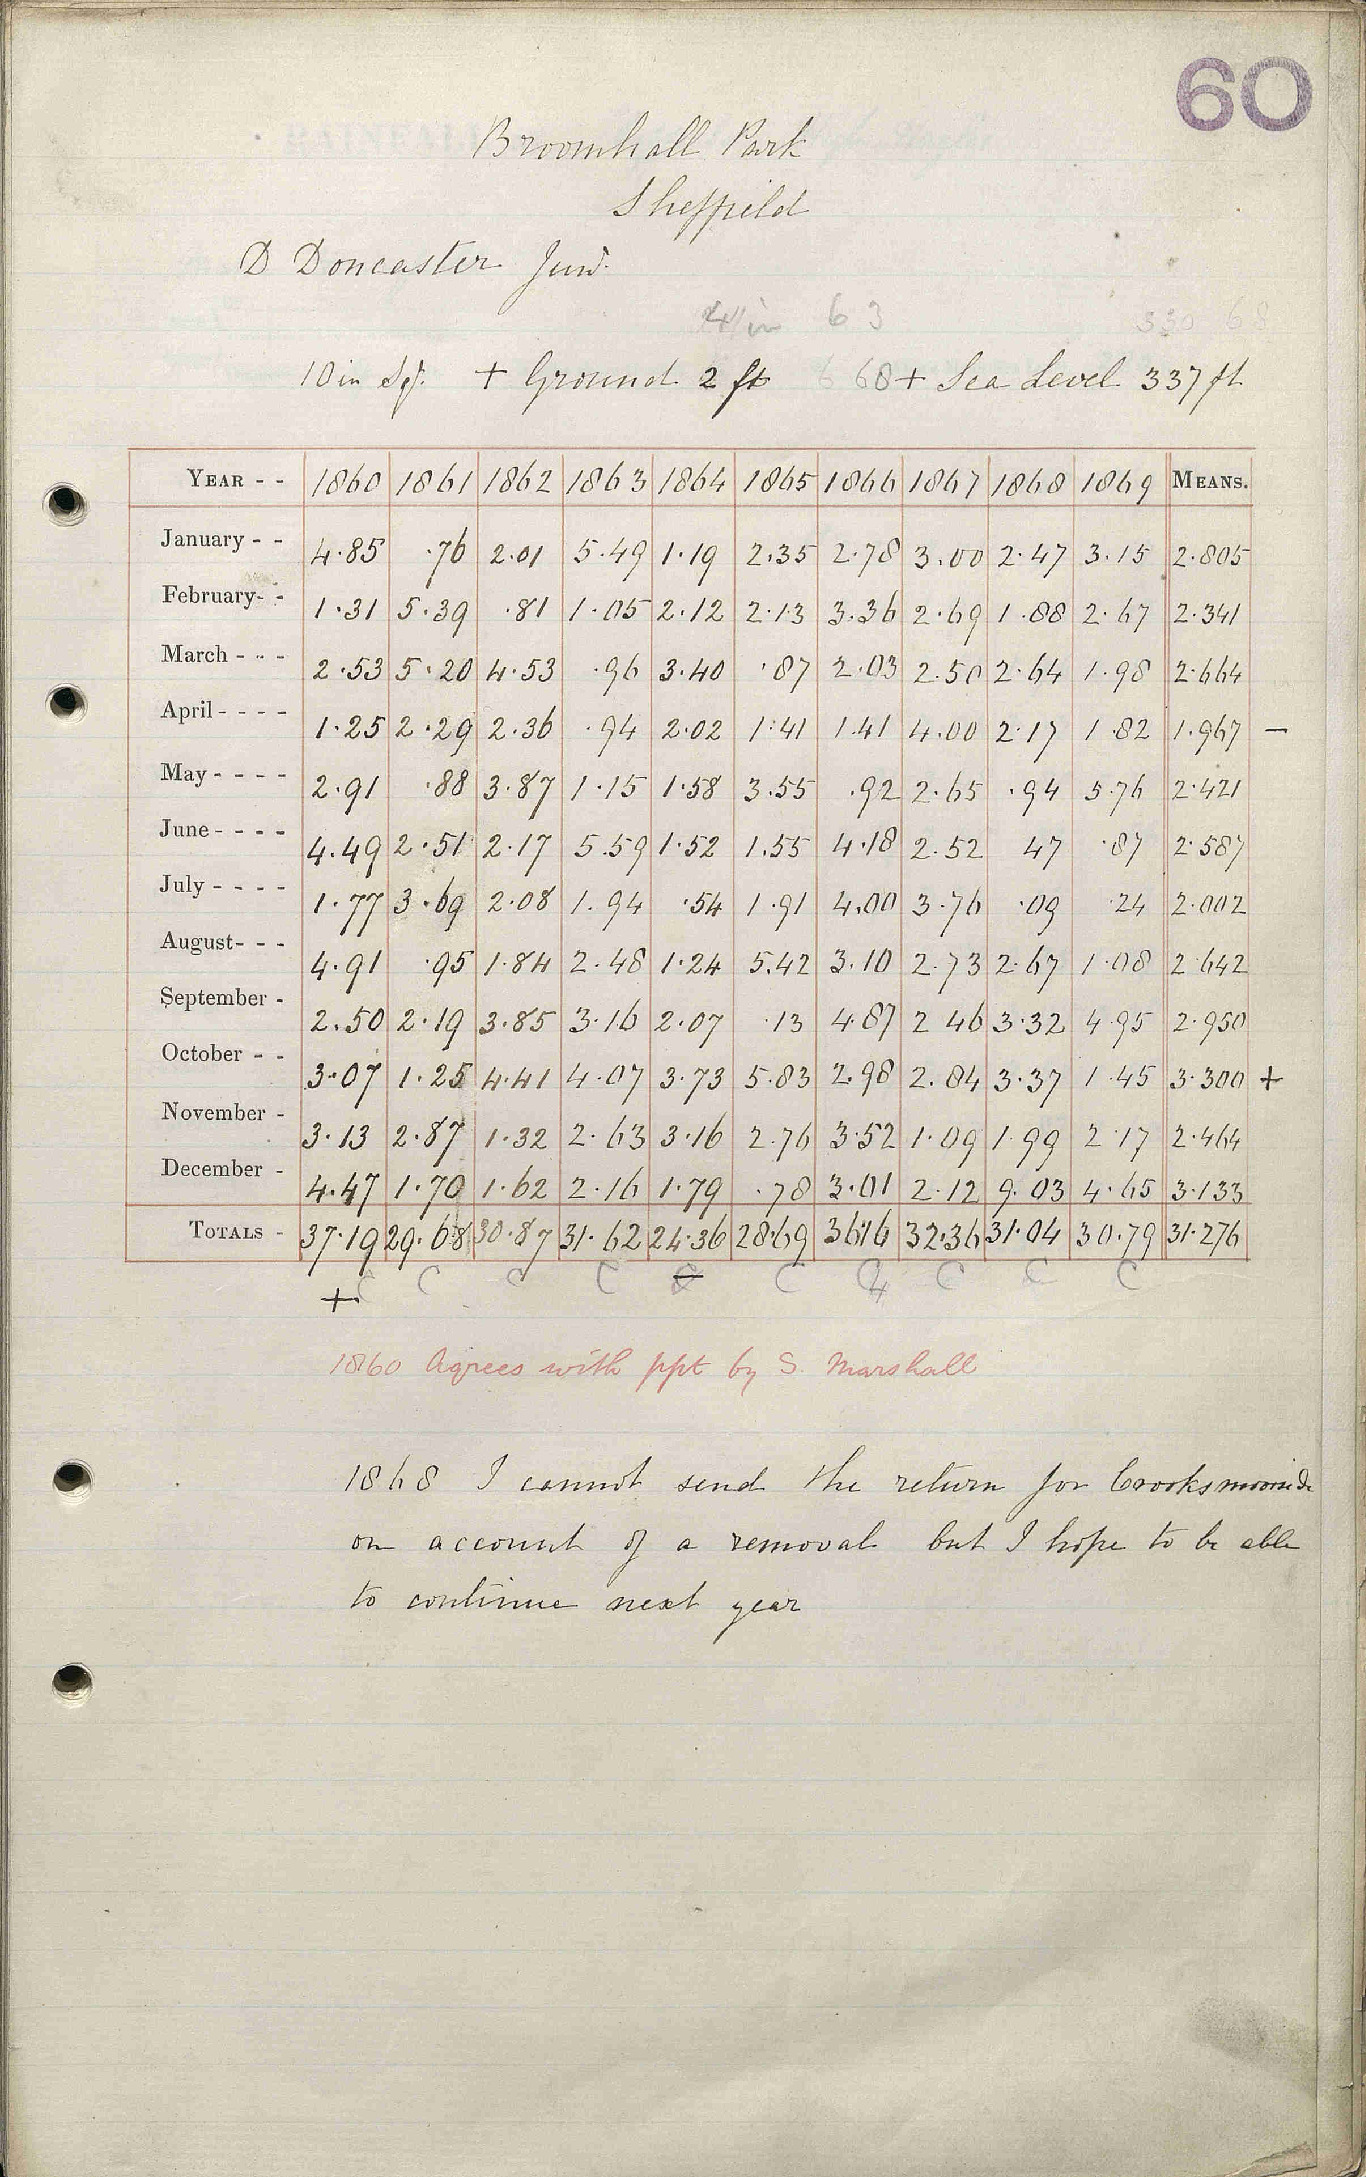 60
Broomhall Park
Sheffield
D Doncaster Junr.
4/in 63 330 68
10 in Sq. + Ground 2 ft 6 68 + Sea Level 337 ft
YEAR - - 1860 1861 1862 1863 1864 1865 1866 1867 1868 1869 MEANS.
January - - 4.85 .76 2.01 5.49 1.19 2.35 2.78 3.00 2.47 3.15 2.805
February- - 1.31 5.39 .81 1.05 2.12 2.13 3.36 2.69 1.88 2.67 2.341
March - - - 2.53 5.20 4.53 .96 3.40 .87 2.03 2.50 2.64 1.98 2.664
April - - - - 1.25 2.29 2.36 .94 2.02 1.41 1.41 4.00 2.17 1.82 1.967 —
May - - - - 2.91 .88 3.87 1.15 1.58 3.55 .92 2.65 .94 5.76 2.421
June - - - - 4.49 2.51 2.17 5.59 1.52 1.55 4.18 2.52 47 .87 2.587
July - - - - 1.77 3.69 2.08 1.94 .54 1.91 4.00 3.76 .09 .24 2.002
August- - - 4.91 .95 1.84 2.48 1.24 5.42 3.10 2.73 2.67 1.08 2.642
September - 2.50 2.19 3.85 3.16 2.07 .13 4.87 2 46 3.32 4.95 2.950
October - - 3.07 1.25 4.41 4.07 3.73 5.83 2.98 2.84 3.37 1.45 3.300 +
November - 3.13 2.87 1.32 2.63 3.16 2.76 3.52 1.09 1.99 2.17 2.464
December - 4.47 1.70 1.62 2.16 1.79 .78 3.01 2.12 9.03 4.65 3.133
TOTALS - 37.19 29.68 30.87 31.62 24.36 28.69 36.16 32.36 31.04 30.79 31.276
+ C C C C — C C C C C
1860 Agrees with ppt by S. Marshall
1868 I cannot send the return for Crooksmoorside
on account of a removal but I hope to be able
to continue next year